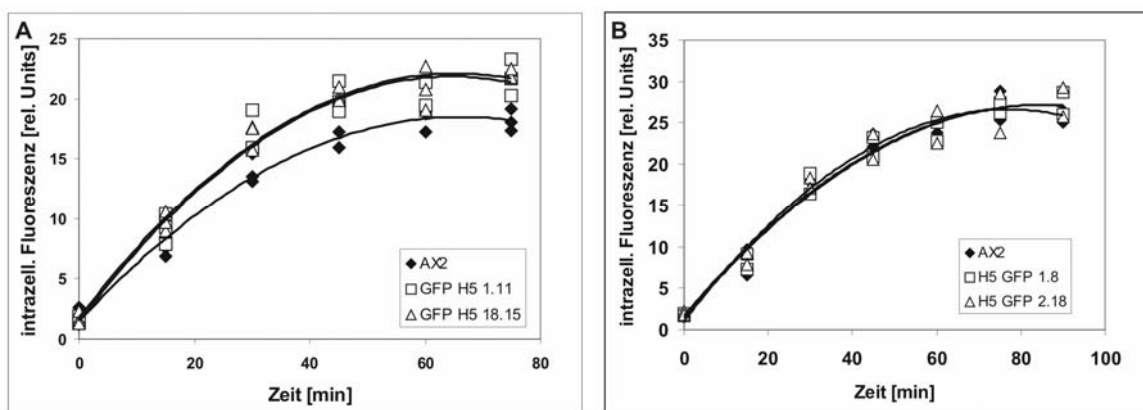 A
intrazell. Fluoreszenz [rel. Units]
25
20
15
10
5
0
0 20 40 60 80
Zeit [min]
AX2
GFP H5 1.11
GFP H5 18.15
B
intrazell. Fluoreszenz [rel. Units]
35
30
25
20
15
10
5
0
0 20 40 60 80 100
Zeit [min]
AX2
H5 GFP 1.8
H5 GFP 2.18